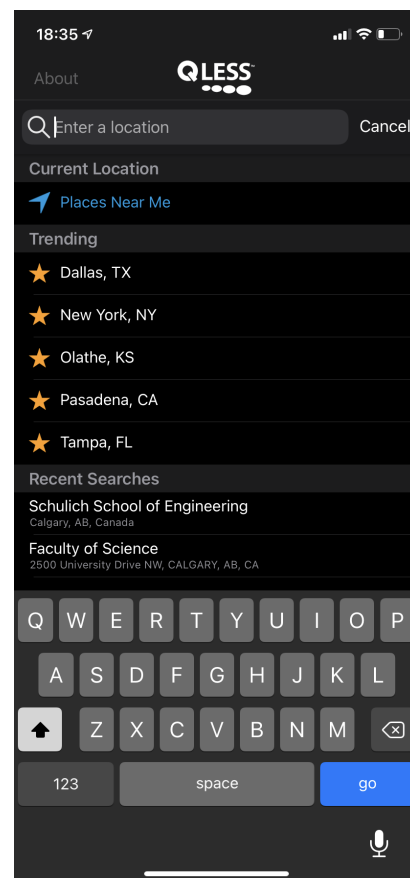 18:35
About
QLESS
Enter a location
Cancel
Current Location
Places Near Me
Trending
Dallas, TX
New York, NY
Olathe, KS
Pasadena, CA
Tampa, FL
Recent Searches
Schulich School of Engineering
Calgary, AB, Canada
Faculty of Science
2500 University Drive NW, CALGARY, AB, CA
Q W E R T Y U I O P
A S D F G H J K L
Z X C V B N M
123 space go